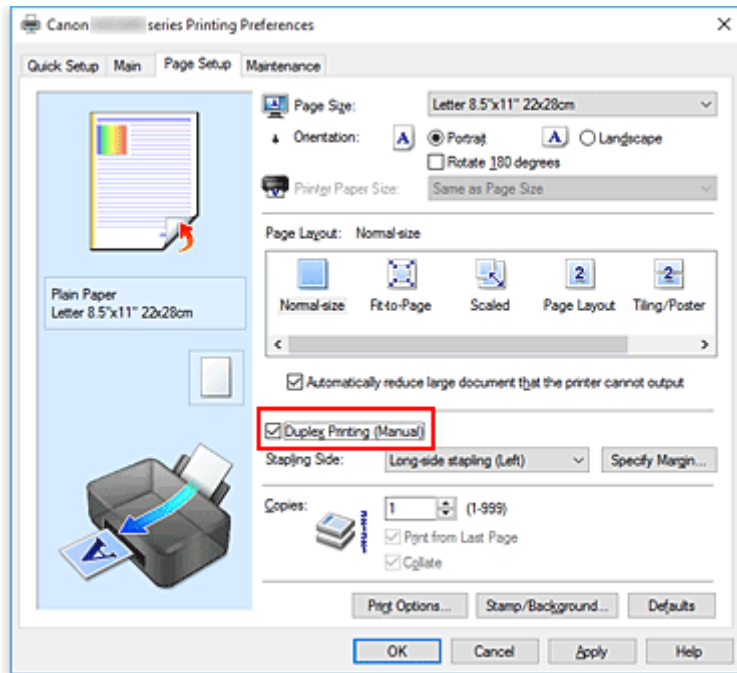 Canon series Printing Preferences
Quick Setup Main Page Setup Maintenance
Page Size: Letter 8.5"x11" 22x28cm
Orientation: A Portrait A Landscape
Rotate 180 degrees
Printer Paper Size: Same as Page Size
Page Layout: Normal-size
Normal-size Fit-to-Page Scaled Page Layout Tiling/Poster
Plain Paper
Letter 8.5"x11" 22x28cm
Automatically reduce large document that the printer cannot output
Duplex Printing (Manual)
Stapling Side: Long-side stapling (Left) Specify Margin...
Copies: 1 (1-999)
Print from Last Page
Collate
Print Options... Stamp/Background... Defaults
OK Cancel Apply Help